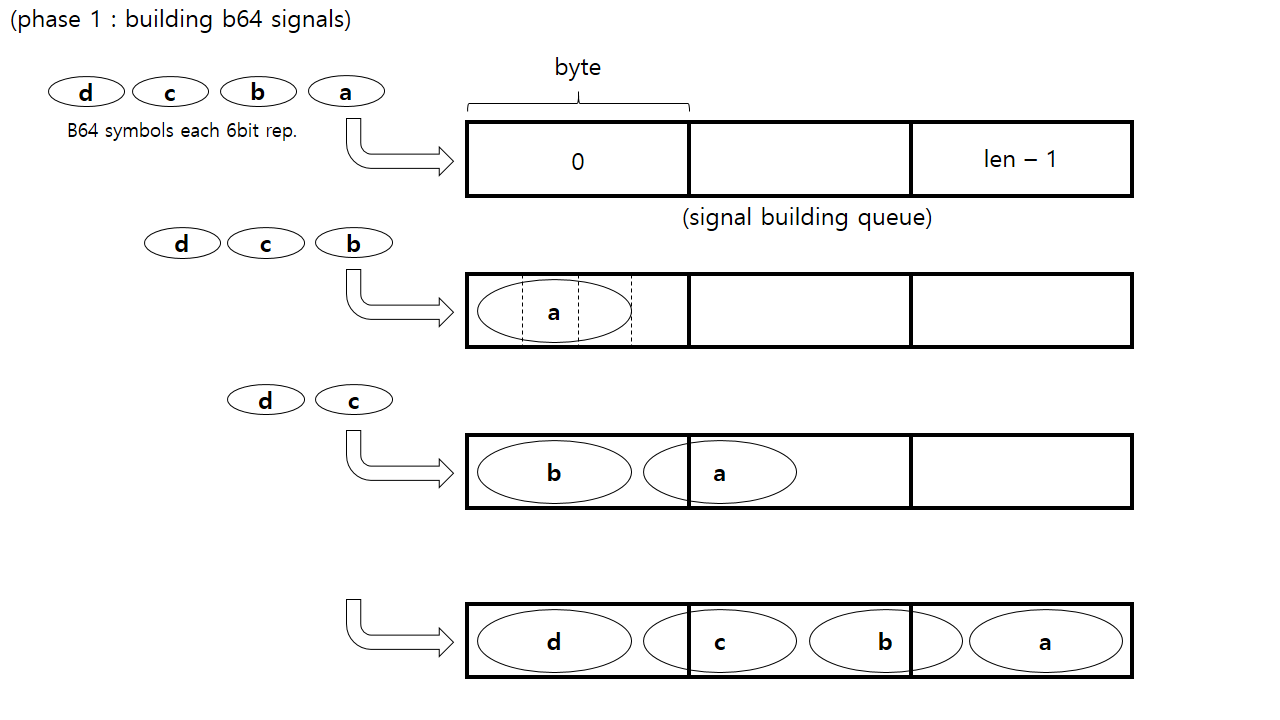 (phase 1 : building b64 signals)
byte
d c b a
B64 symbols each 6bit rep.
0 len – 1
(signal building queue)
d c b
a
d c
b a
d c b a